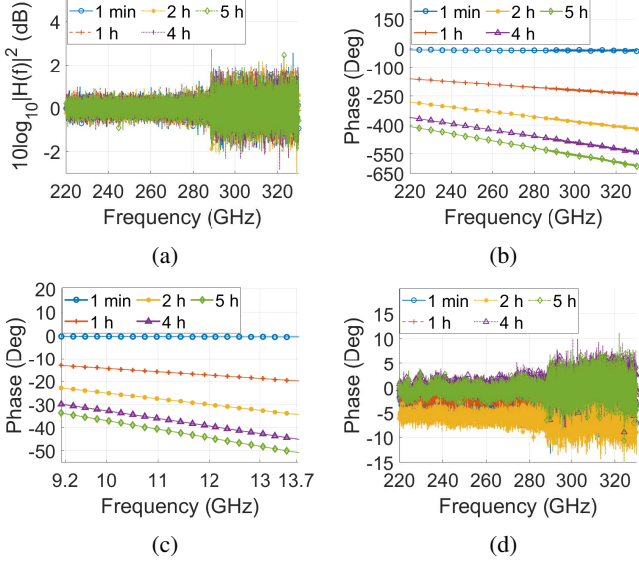 1 min 2 h 5 h
1 h 4 h
10log10|H(f)|² (dB)
4
2
0
-2
220 240 260 280 300 320
Frequency (GHz)
(a)
1 min 2 h 5 h
1 h 4 h
Phase (Deg)
150
0
-100
-250
-400
-550
-650
220 240 260 280 300 320
Frequency (GHz)
(b)
1 min 2 h 5 h
1 h 4 h
Phase (Deg)
20
10
0
-10
-20
-30
-40
-50
9.2 10 11 12 13 13.7
Frequency (GHz)
(c)
1 min 2 h 5 h
1 h 4 h
Phase (Deg)
15
10
5
0
-5
-10
-15
220 240 260 280 300 320
Frequency (GHz)
(d)